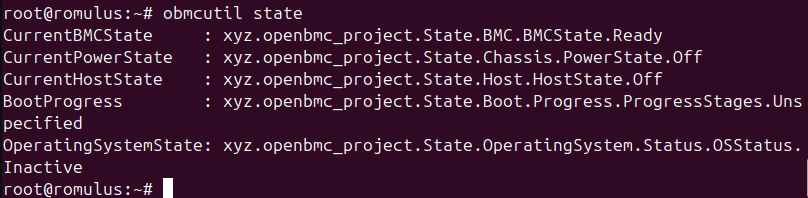 root@romulus:~# obmcutil state
CurrentBMCState     : xyz.openbmc_project.State.BMC.BMCState.Ready
CurrentPowerState   : xyz.openbmc_project.State.Chassis.PowerState.Off
CurrentHostState    : xyz.openbmc_project.State.Host.HostState.Off
BootProgress        : xyz.openbmc_project.State.Boot.Progress.ProgressStages.Uns
pecified
OperatingSystemState: xyz.openbmc_project.State.OperatingSystem.Status.OSStatus.
Inactive
root@romulus:~#